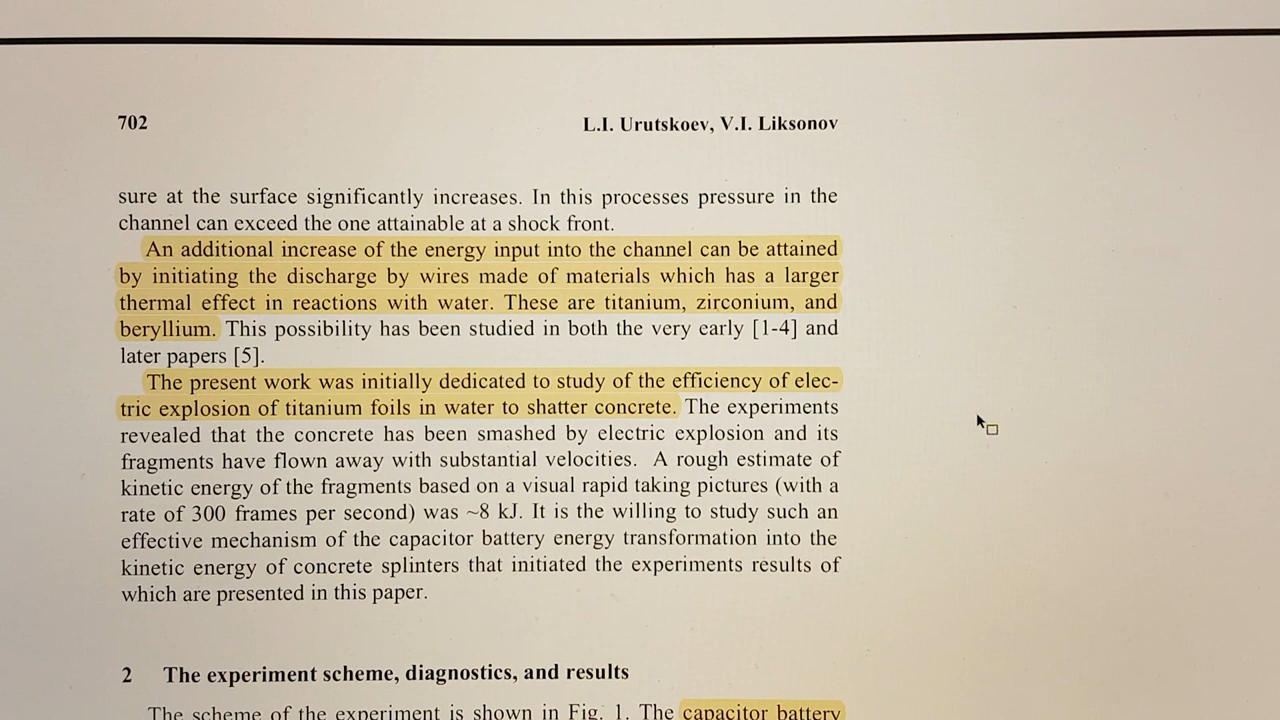 702
L.I. Urutskoev, V.I. Liksonov
sure at the surface significantly increases. In this processes pressure in the
channel can exceed the one attainable at a shock front.
An additional increase of the energy input into the channel can be attained
by initiating the discharge by wires made of materials which has a larger
thermal effect in reactions with water. These are titanium, zirconium, and
beryllium. This possibility has been studied in both the very early [1-4] and
later papers [5].
The present work was initially dedicated to study of the efficiency of elec-
tric explosion of titanium foils in water to shatter concrete. The experiments
revealed that the concrete has been smashed by electric explosion and its
fragments have flown away with substantial velocities. A rough estimate of
kinetic energy of the fragments based on a visual rapid taking pictures (with a
rate of 300 frames per second) was ~8 kJ. It is the willing to study such an
effective mechanism of the capacitor battery energy transformation into the
kinetic energy of concrete splinters that initiated the experiments results of
which are presented in this paper.
2 The experiment scheme, diagnostics, and results
The scheme of the experiment is shown in Fig. 1. The capacitor battery